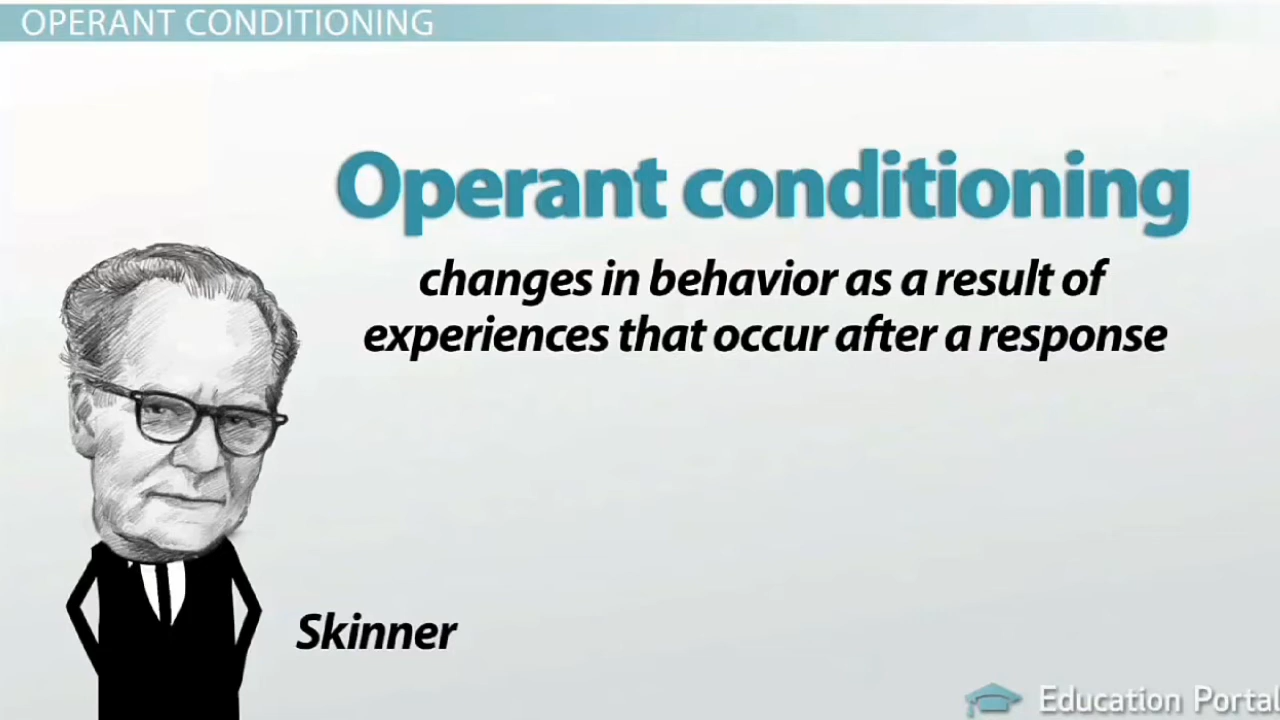 OPERANT CONDITIONING
Operant conditioning
changes in behavior as a result of
experiences that occur after a response
Skinner
Education Portal